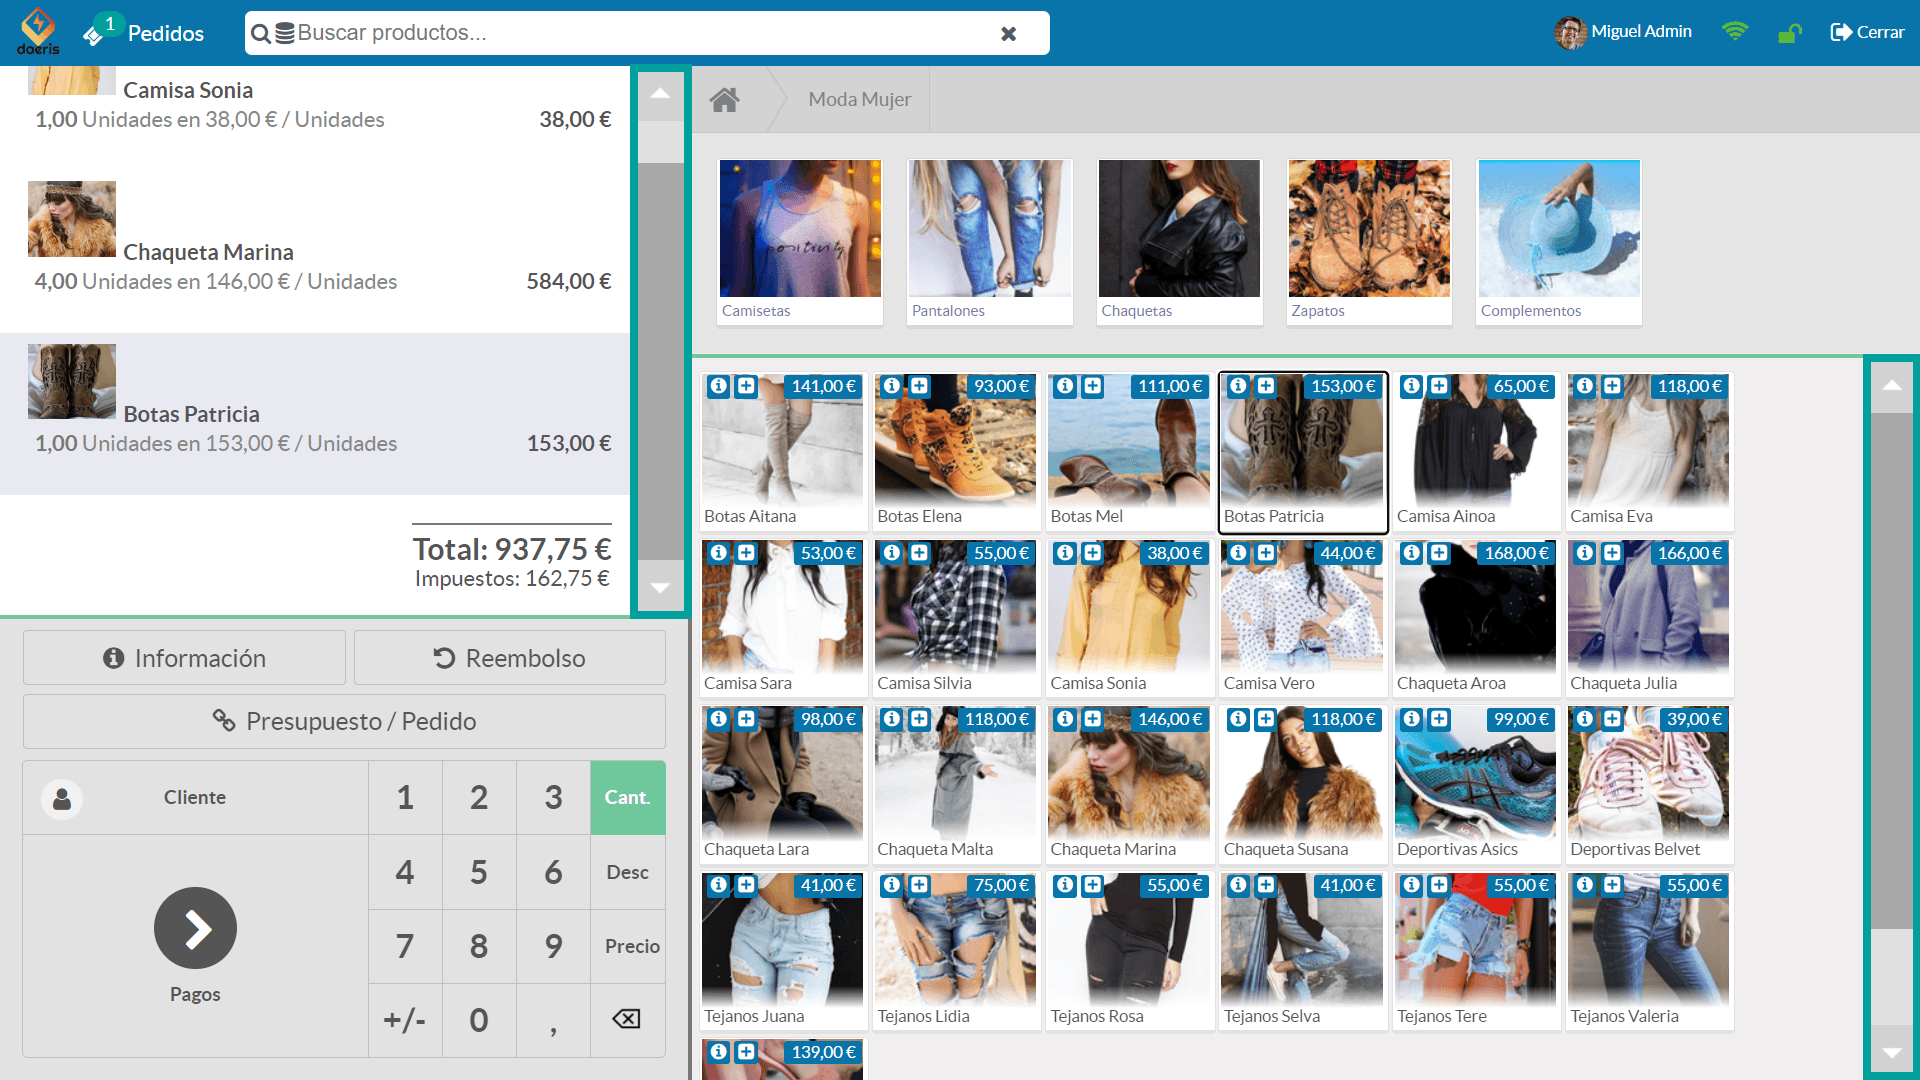 daeris
1
Pedidos
Buscar productos...
Miguel Admin
Cerrar
Camisa Sonia
1,00 Unidades en 38,00 € / Unidades
38,00 €
Chaqueta Marina
4,00 Unidades en 146,00 € / Unidades
584,00 €
Botas Patricia
1,00 Unidades en 153,00 € / Unidades
153,00 €
Total: 937,75 €
Impuestos: 162,75 €
Información
Reembolso
Presupuesto / Pedido
Cliente
1 2 3 Cant.
4 5 6 Desc
7 8 9 Precio
+/- 0 ,
Pagos
Moda Mujer
positivity
Camisetas
Pantalones
Chaquetas
Zapatos
Complementos
141,00 €
93,00 €
111,00 €
153,00 €
65,00 €
118,00 €
Botas Aitana
Botas Elena
Botas Mel
Botas Patricia
Camisa Ainoa
Camisa Eva
53,00 €
55,00 €
38,00 €
44,00 €
168,00 €
166,00 €
Camisa Sara
Camisa Silvia
Camisa Sonia
Camisa Vero
Chaqueta Aroa
Chaqueta Julia
98,00 €
118,00 €
146,00 €
118,00 €
99,00 €
39,00 €
Chaqueta Lara
Chaqueta Malta
Chaqueta Marina
Chaqueta Susana
Deportivas Asics
Deportivas Belvet
41,00 €
75,00 €
55,00 €
41,00 €
55,00 €
55,00 €
Tejanos Juana
Tejanos Lidia
Tejanos Rosa
Tejanos Selva
Tejanos Tere
Tejanos Valeria
139,00 €